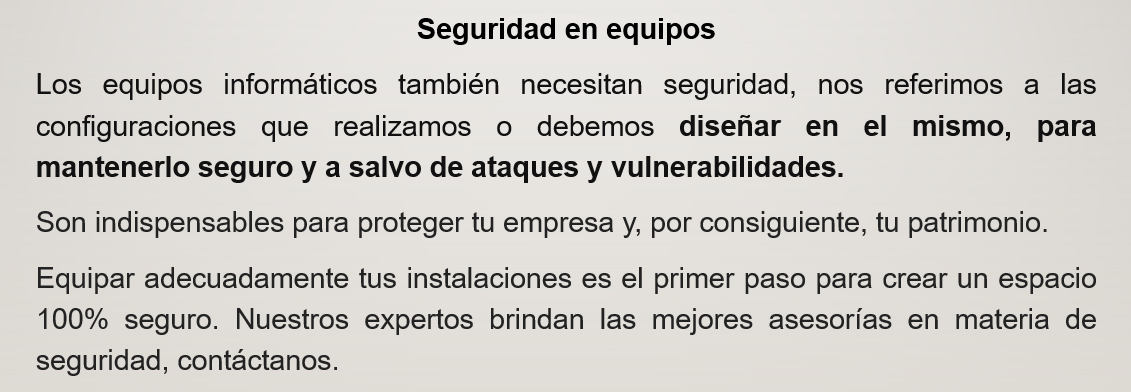 Seguridad en equipos
Los equipos informáticos también necesitan seguridad, nos referimos a las
configuraciones que realizamos o debemos diseñar en el mismo, para
mantenerlo seguro y a salvo de ataques y vulnerabilidades.
Son indispensables para proteger tu empresa y, por consiguiente, tu patrimonio.
Equipar adecuadamente tus instalaciones es el primer paso para crear un espacio
100% seguro. Nuestros expertos brindan las mejores asesorías en materia de
seguridad, contáctanos.